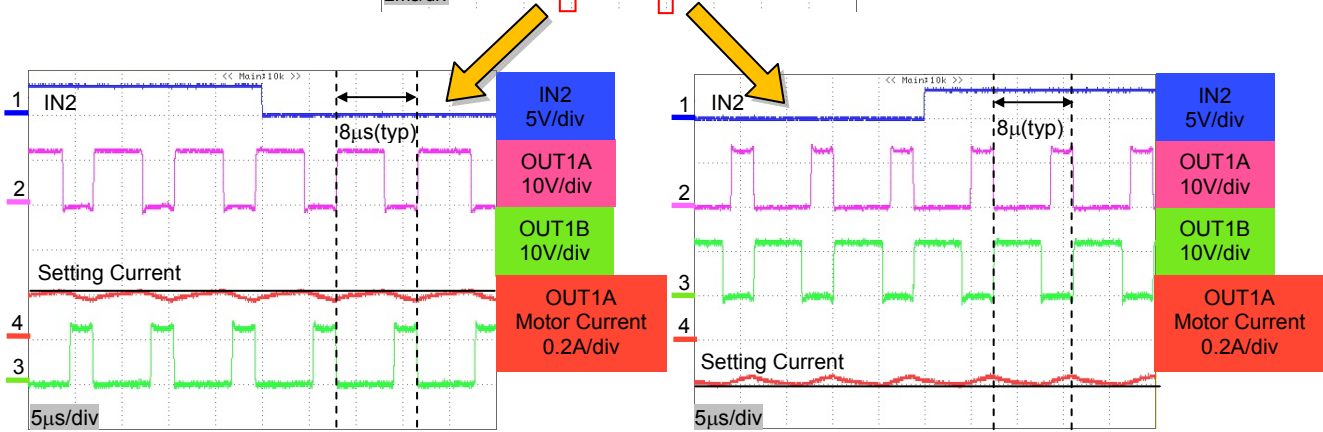 << Main:10k >>
1
IN2
8μs(typ)
2
Setting Current
4
3
5μs/div
IN2
5V/div
OUT1A
10V/div
OUT1B
10V/div
OUT1A
Motor Current
0.2A/div
<< Main:10k >>
1
IN2
8μ(typ)
2
3
4
Setting Current
5μs/div
IN2
5V/div
OUT1A
10V/div
OUT1B
10V/div
OUT1A
Motor Current
0.2A/div